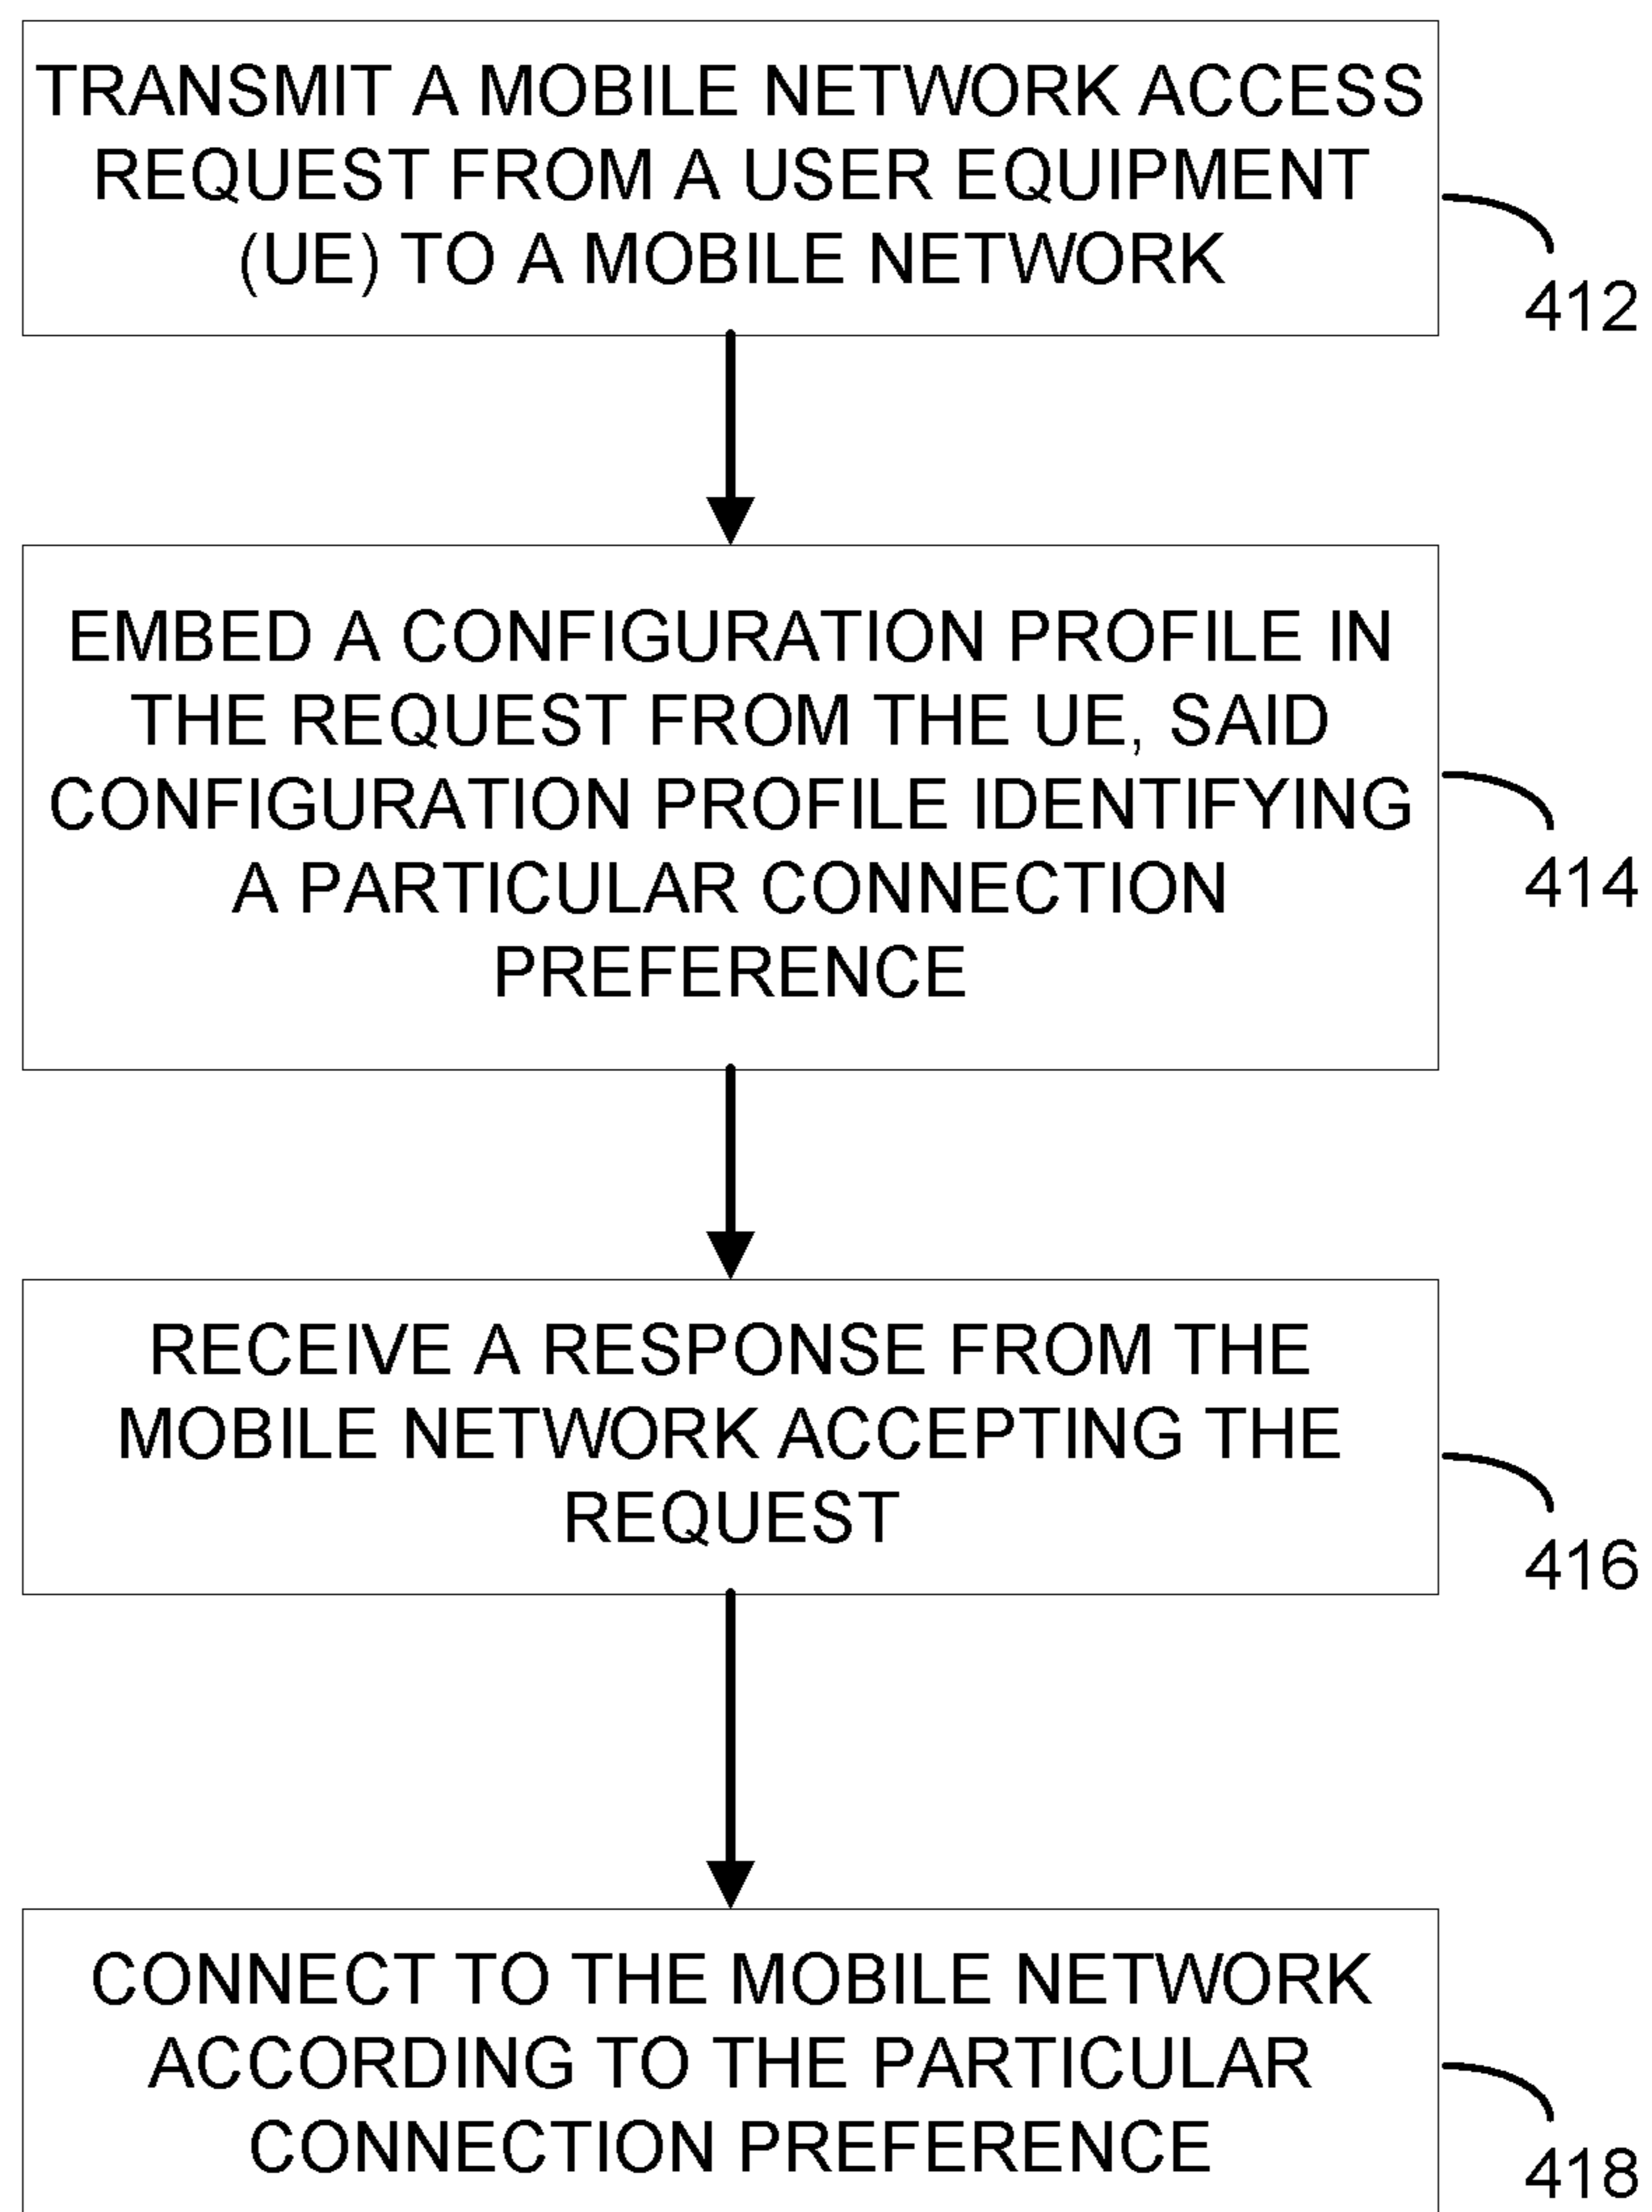 TRANSMIT A MOBILE NETWORK ACCESS
REQUEST FROM A USER EQUIPMENT
(UE) TO A MOBILE NETWORK
412
EMBED A CONFIGURATION PROFILE IN
THE REQUEST FROM THE UE, SAID
CONFIGURATION PROFILE IDENTIFYING
A PARTICULAR CONNECTION
PREFERENCE
414
RECEIVE A RESPONSE FROM THE
MOBILE NETWORK ACCEPTING THE
REQUEST
416
CONNECT TO THE MOBILE NETWORK
ACCORDING TO THE PARTICULAR
CONNECTION PREFERENCE
418